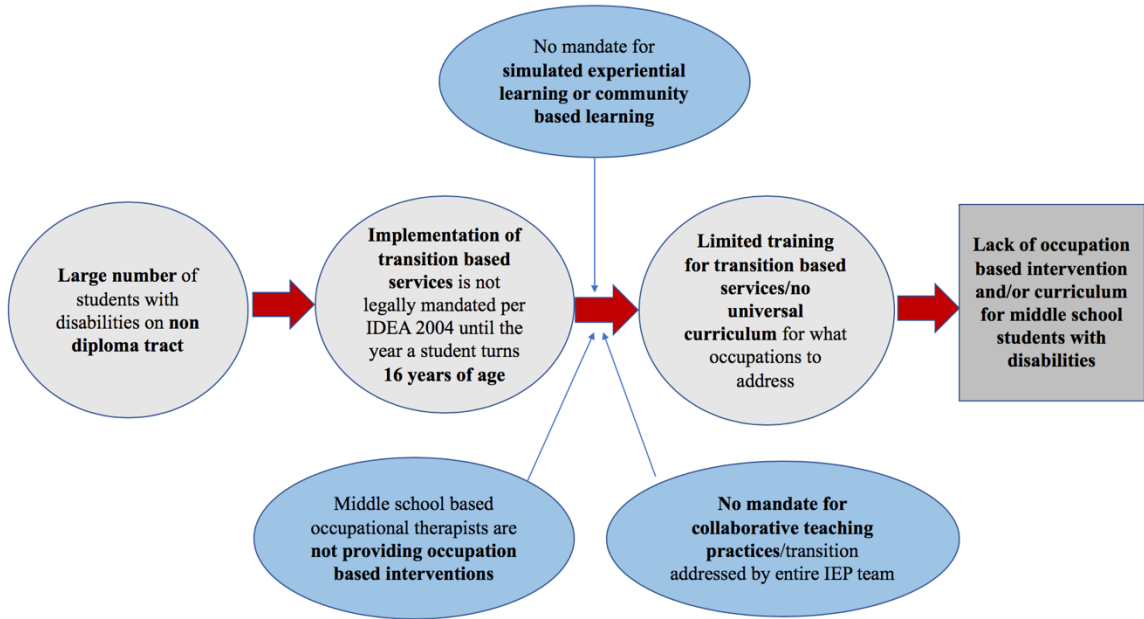 No mandate for
simulated experiential
learning or community
based learning
Large number of
students with
disabilities on non
diploma tract
Implementation of
transition based
services is not
legally mandated per
IDEA 2004 until the
year a student turns
16 years of age
Limited training
for transition based
services/no
universal
curriculum for what
occupations to
address
Lack of occupation
based intervention
and/or curriculum
for middle school
students with
disabilities
Middle school based
occupational therapists are
not providing occupation
based interventions
No mandate for
collaborative teaching
practices/transition
addressed by entire IEP team